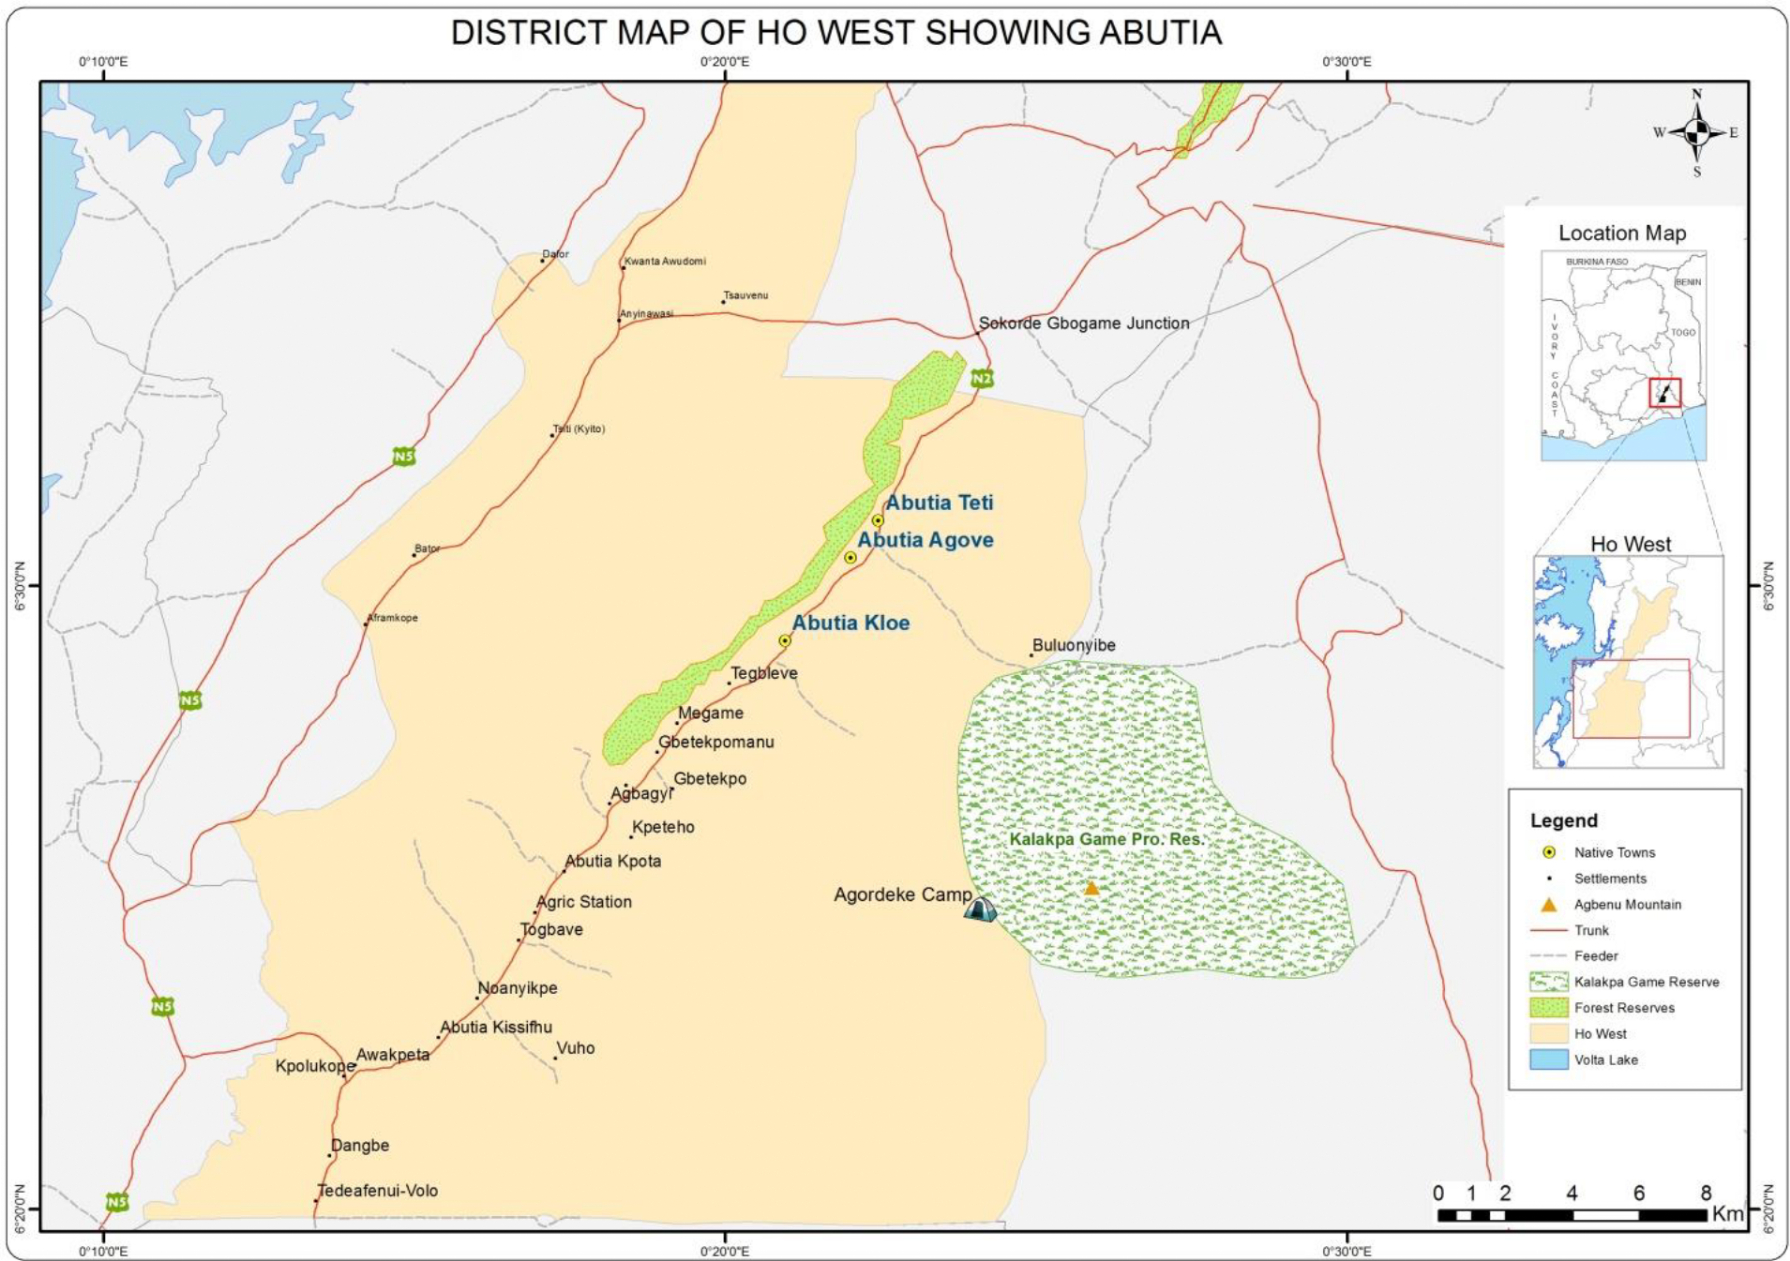 DISTRICT MAP OF HO WEST SHOWING ABUTIA
0°10'0"E
0°20'0"E
0°30'0"E
N
W
E
S
Dafor
Kwanta Awudomi
Tsauvenu
Anyinawasi
Sokorde Gbogame Junction
N2
Tsiti (Kyito)
N5
Abutia Teti
Abutia Agove
Bator
6°30'0"N
6°30'0"N
Aframkope
Abutia Kloe
Buluonyibe
Tegbleve
N5
Megame
Gbetekpomanu
Gbetekpo
Agbagyi
Kpeteho
Kalakpa Game Pro. Res.
Abutia Kpota
Agordeke Camp
Agric Station
Togbave
Noanyikpe
N5
Abutia Kissifhu
Vuho
Awakpeta
Kpolukope
Dangbe
Tedeafenui-Volo
N5
6°20'0"N
6°20'0"N
0°10'0"E
0°20'0"E
0°30'0"E
Location Map
BURKINA FASO
BENIN
IVORY COAST
TOGO
Ho West
Legend
Native Towns
Settlements
Agbenu Mountain
Trunk
Feeder
Kalakpa Game Reserve
Forest Reserves
Ho West
Volta Lake
0 1 2 4 6 8
Km